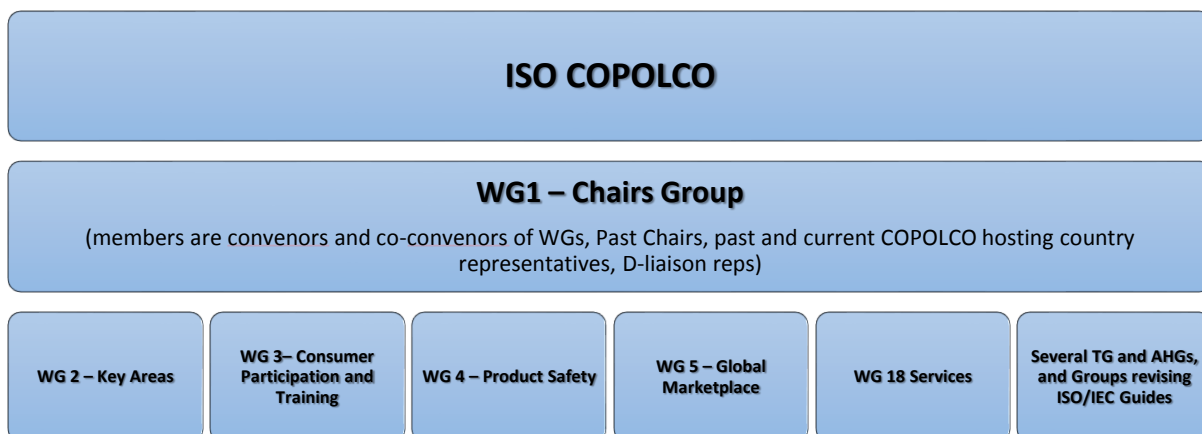 ISO COPOLCO
WG1 – Chairs Group
(members are convenors and co-convenors of WGs, Past Chairs, past and current COPOLCO hosting country
representatives, D-liaison reps)
WG 2 – Key Areas
WG 3– Consumer
Participation and
Training
WG 4 – Product Safety
WG 5 – Global
Marketplace
WG 18 Services
Several TG and AHGs,
and Groups revising
ISO/IEC Guides